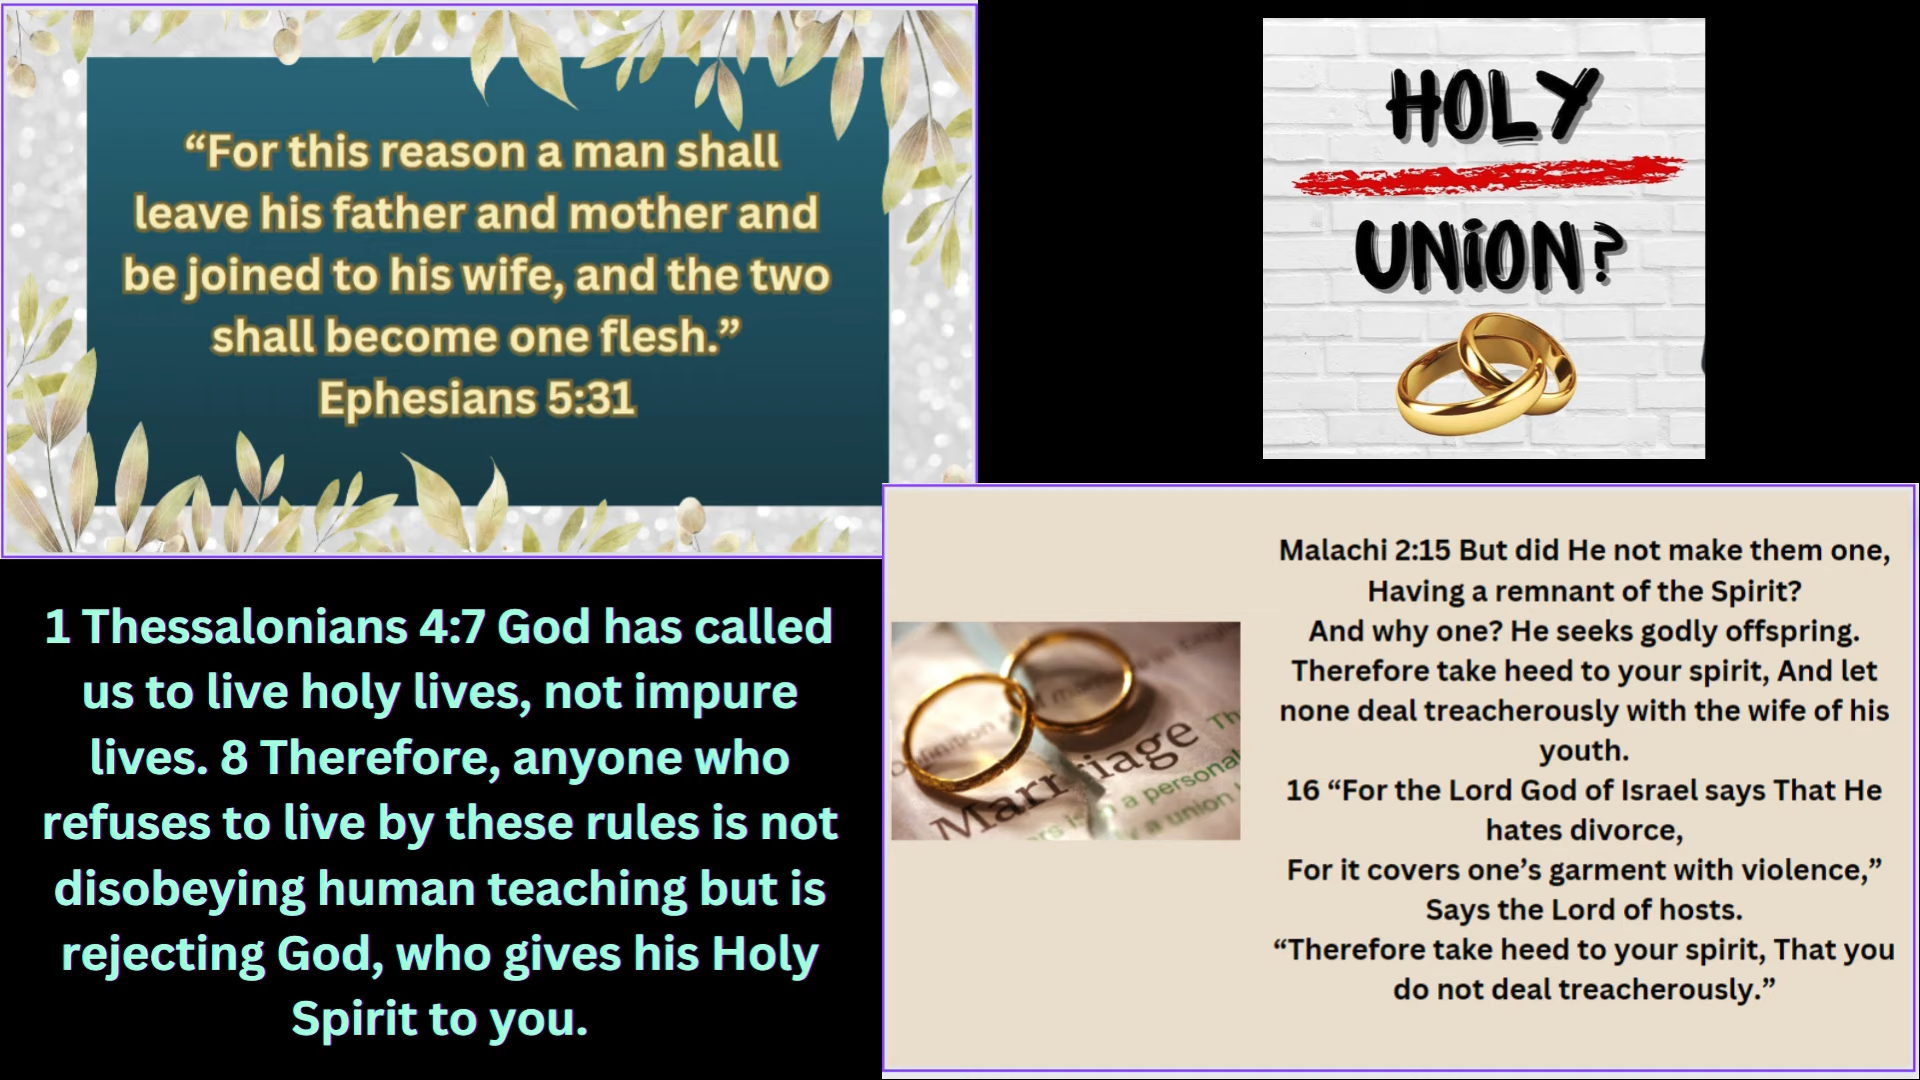 “For this reason a man shall
leave his father and mother and
be joined to his wife, and the two
shall become one flesh.”
Ephesians 5:31
HOLY
UNiON?
1 Thessalonians 4:7 God has called
us to live holy lives, not impure
lives. 8 Therefore, anyone who
refuses to live by these rules is not
disobeying human teaching but is
rejecting God, who gives his Holy
Spirit to you.
Marriage
a personal
a union
Malachi 2:15 But did He not make them one,
Having a remnant of the Spirit?
And why one? He seeks godly offspring.
Therefore take heed to your spirit, And let
none deal treacherously with the wife of his
youth.
16 “For the Lord God of Israel says That He
hates divorce,
For it covers one’s garment with violence,”
Says the Lord of hosts.
“Therefore take heed to your spirit, That you
do not deal treacherously.”